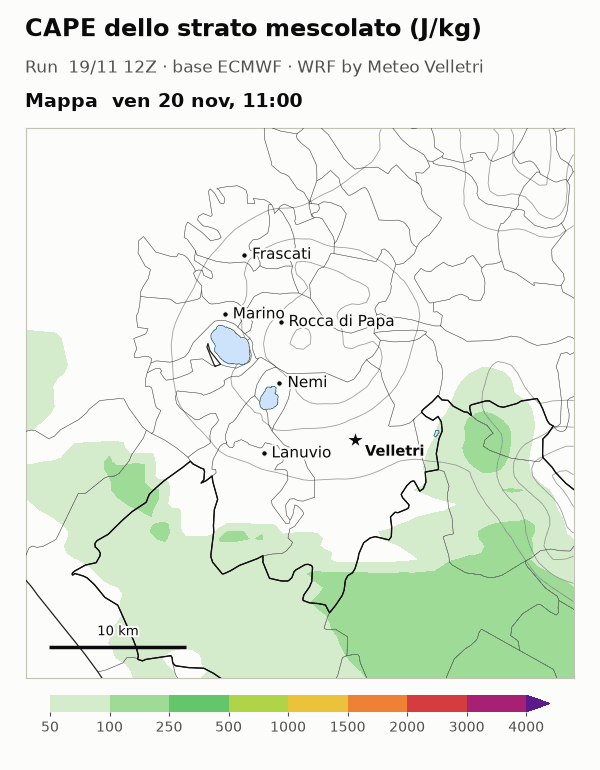 CAPE dello strato mescolato (J/kg)
Run  19/11 12Z · base ECMWF · WRF by Meteo Velletri
Mappa  ven 20 nov, 11:00
Frascati
Marino
Rocca di Papa
Nemi
Velletri
Lanuvio
10 km
50 100 250 500 1000 1500 2000 3000 4000